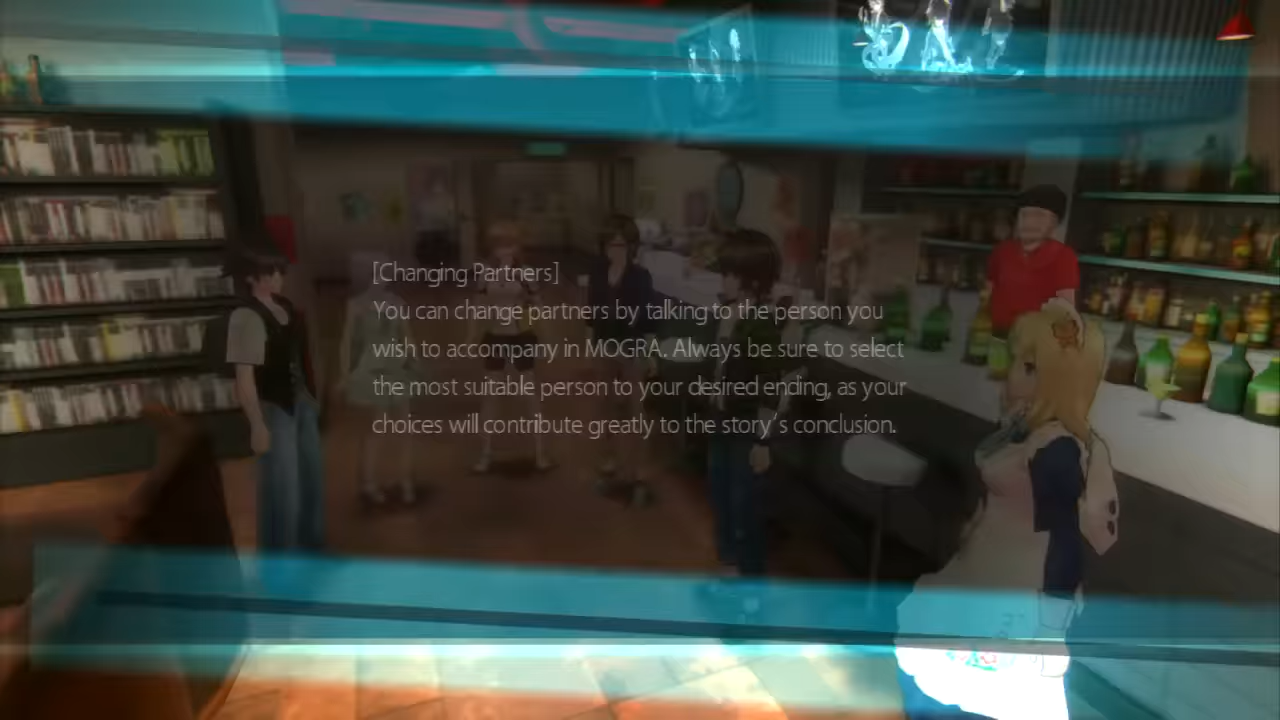 [Changing Partners]
You can change partners by talking to the person you
wish to accompany in MOGRA. Always be sure to select
the most suitable person to your desired ending, as your
choices will contribute greatly to the story's conclusion.